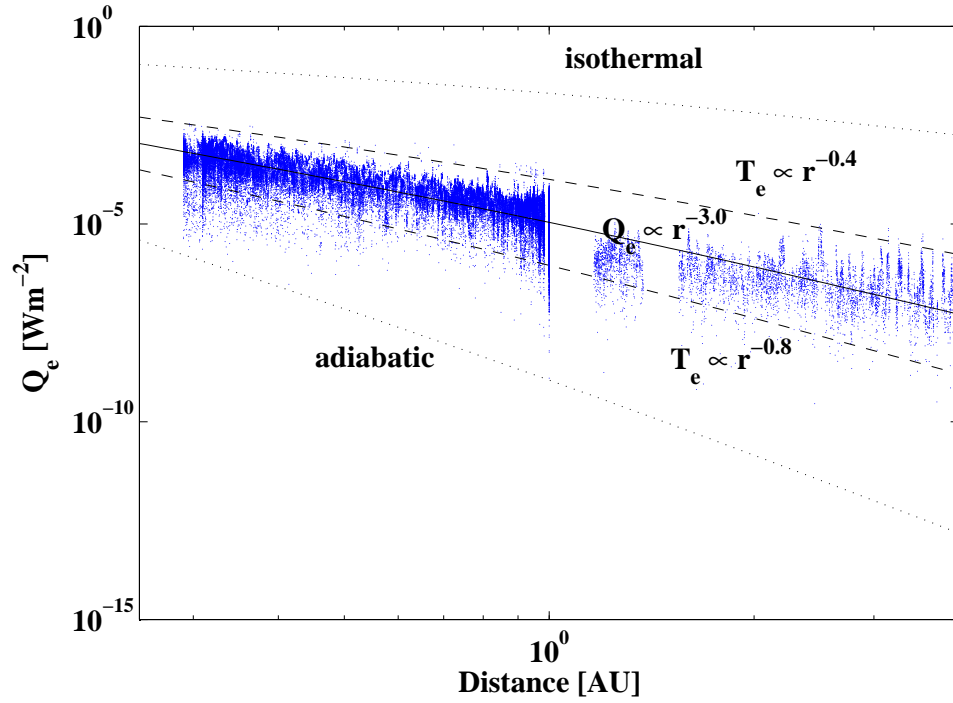 10^0
isothermal
T_e ∝ r^{-0.4}
10^{-5}
Q_e ∝ r^{-3.0}
Q_e [Wm^{-2}]
adiabatic
T_e ∝ r^{-0.8}
10^{-10}
10^{-15}
10^0
Distance [AU]